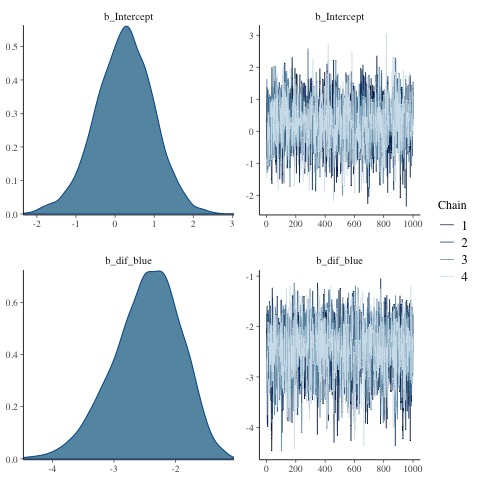 b_Intercept
0.5
0.4
0.3
0.2
0.1
0.0
-2 -1 0 1 2 3
b_Intercept
3
2
1
0
-1
-2
0 200 400 600 800 1000
Chain
1
2
3
4
b_dif_blue
0.6
0.4
0.2
0.0
-4 -3 -2
b_dif_blue
-1
-2
-3
-4
0 200 400 600 800 1000